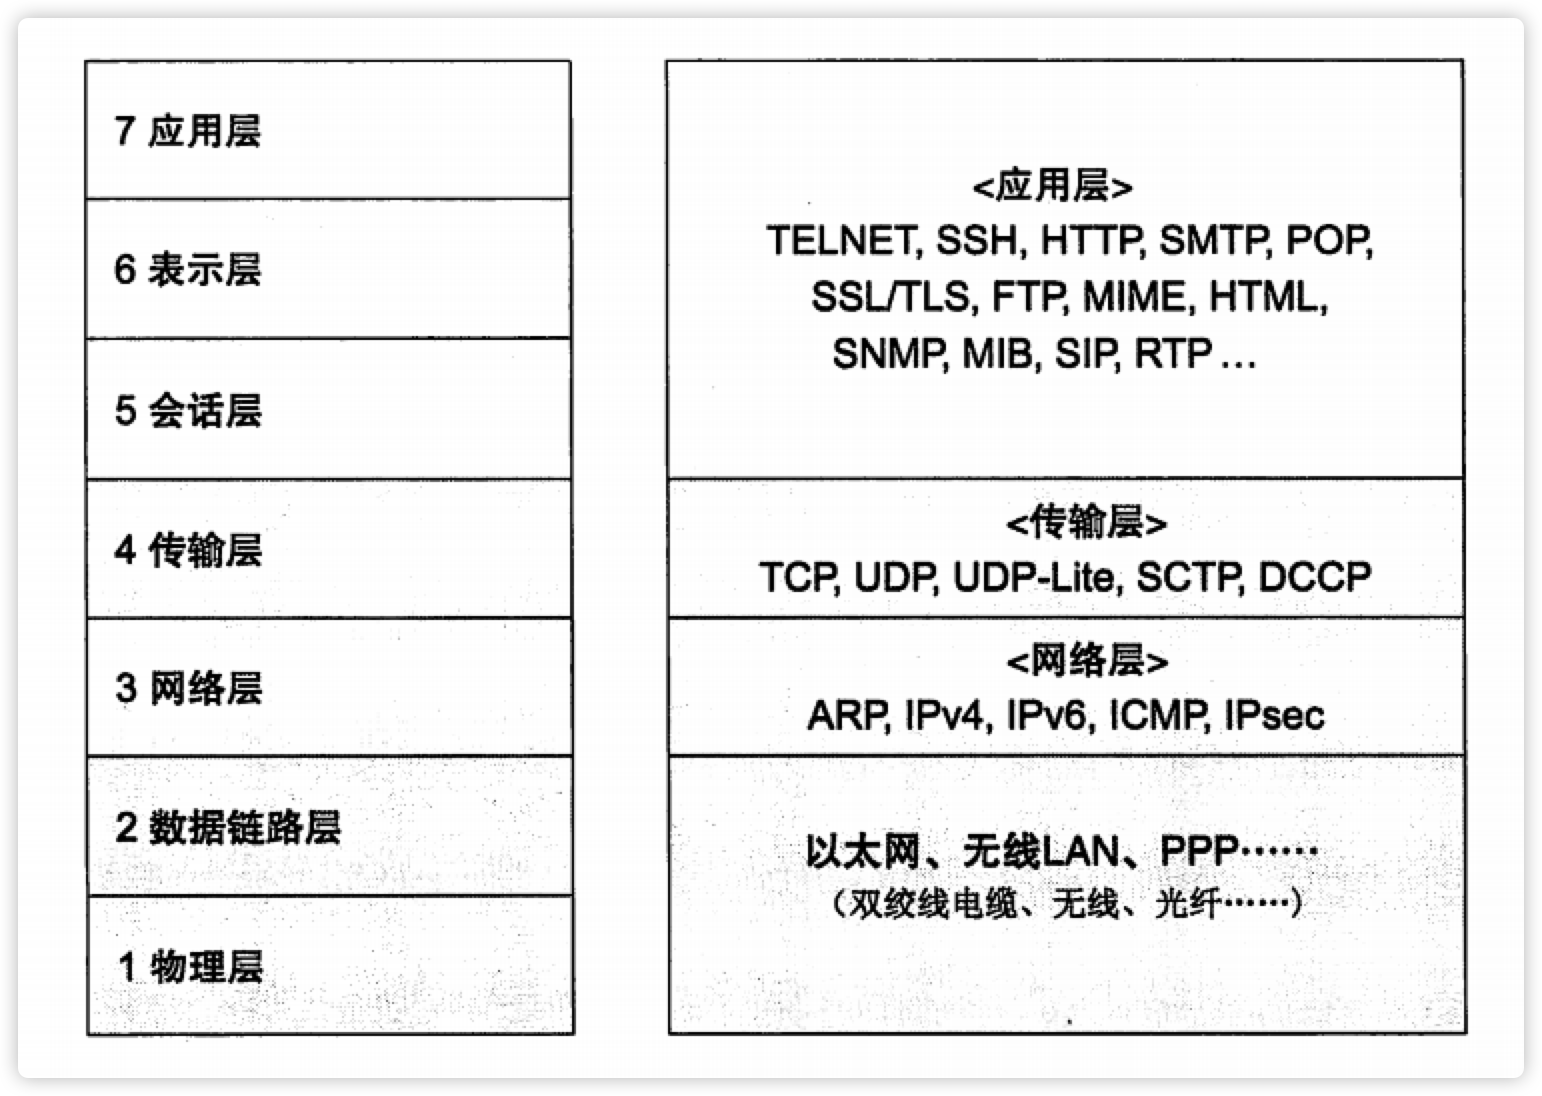 7 应用层
6 表示层
5 会话层
4 传输层
3 网络层
2 数据链路层
1 物理层
<应用层>
TELNET, SSH, HTTP, SMTP, POP,
SSL/TLS, FTP, MIME, HTML,
SNMP, MIB, SIP, RTP ...
<传输层>
TCP, UDP, UDP-Lite, SCTP, DCCP
<网络层>
ARP, IPv4, IPv6, ICMP, IPsec
以太网、无线LAN、PPP……
（双绞线电缆、无线、光纤……）